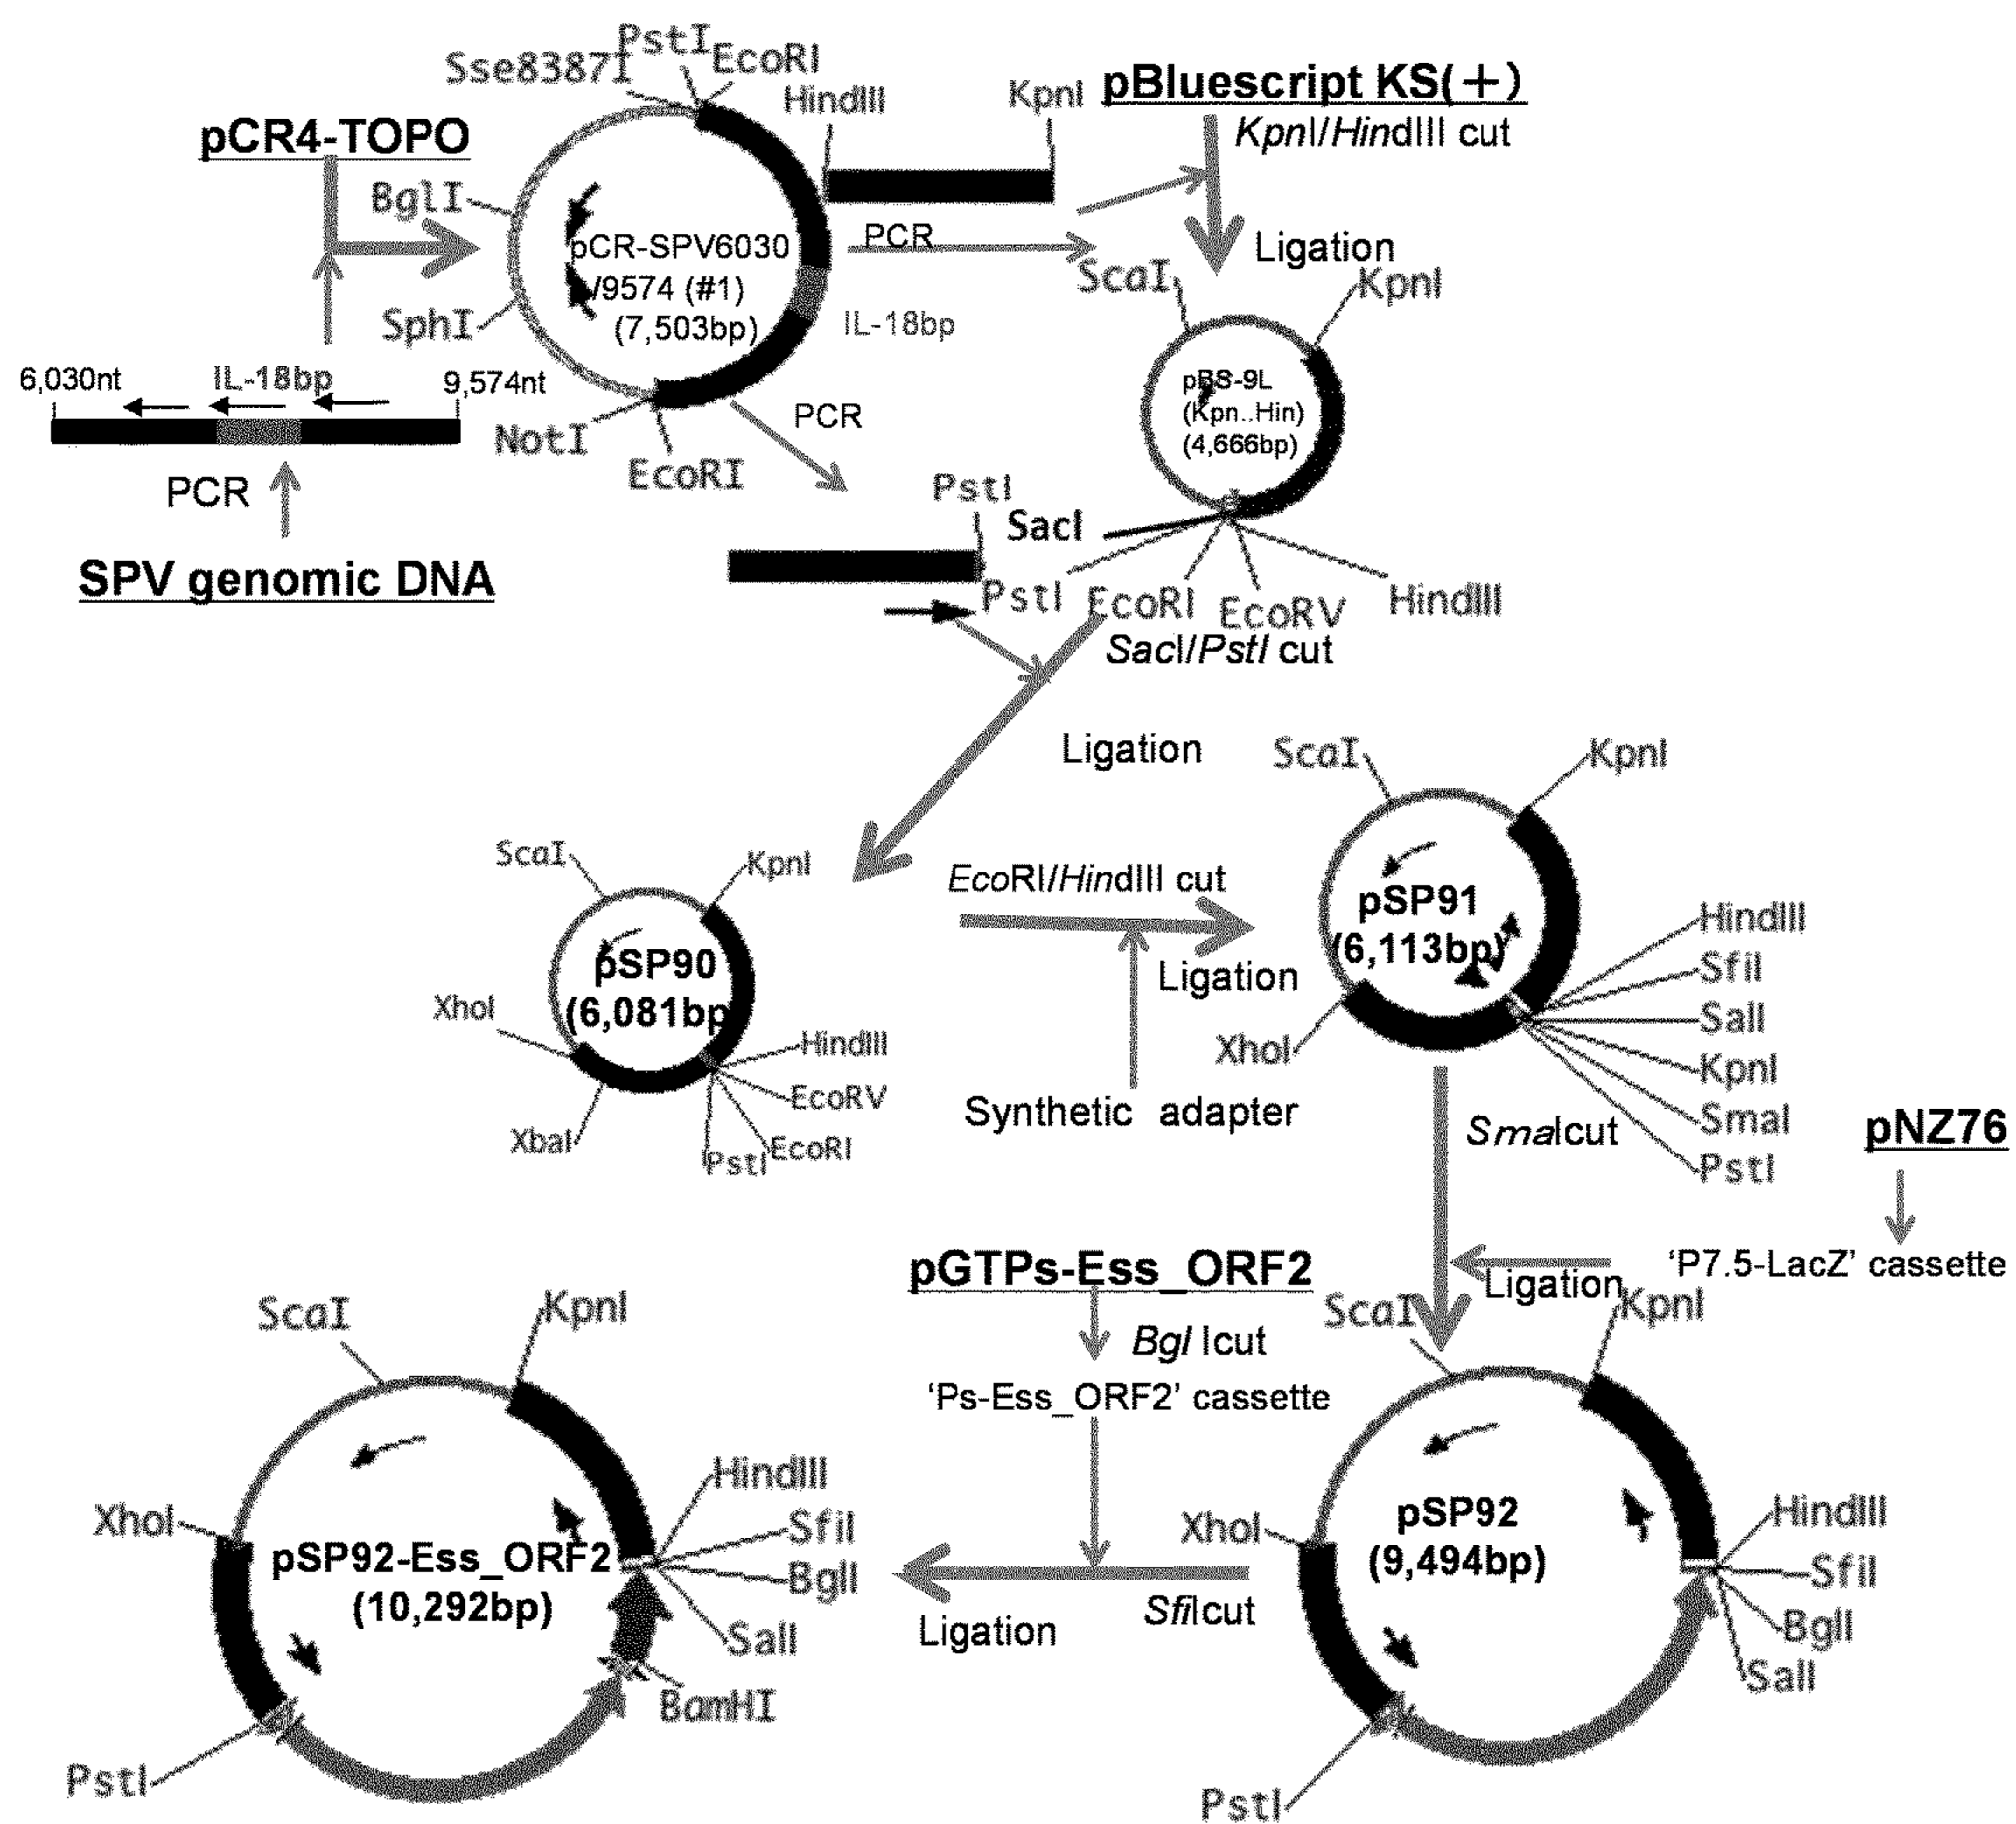 PstI
Sse8387I
EcoRI
HindIII
KpnI
pBluescript KS(+)
KpnI/HindIII cut
pCR4-TOPO
BglI
pCR-SPV6030
/9574 (#1)
(7,503bp)
PCR
Ligation
ScaI
KpnI
SphI
IL-18bp
6,030nt
IL-18bp
9,574nt
pBS-9L
(Kpn..Hin)
(4,666bp)
PCR
NotI
EcoRI
PCR
PstI
SacI
SPV genomic DNA
PstI
EcoRI
EcoRV
HindIII
SacI/PstI cut
Ligation
ScaI
KpnI
ScaI
KpnI
EcoRI/HindIII cut
pSP91
(6,113bp)
HindIII
SfiI
SalI
KpnI
SmaI
PstI
pSP90
(6,081bp
Ligation
XhoI
XhoI
HindIII
EcoRV
EcoRI
PstI
XbaI
Synthetic adapter
SmaIcut
pNZ76
pGTPs-Ess_ORF2
'P7.5-LacZ' cassette
Ligation
ScaI
KpnI
ScaI
KpnI
Bgl Icut
'Ps-Ess_ORF2' cassette
HindIII
SfiI
BglI
SalI
XhoI
pSP92-Ess_ORF2
(10,292bp)
BamHI
PstI
XhoI
pSP92
(9,494bp)
HindIII
SfiI
BglI
SalI
SfiIcut
Ligation
PstI